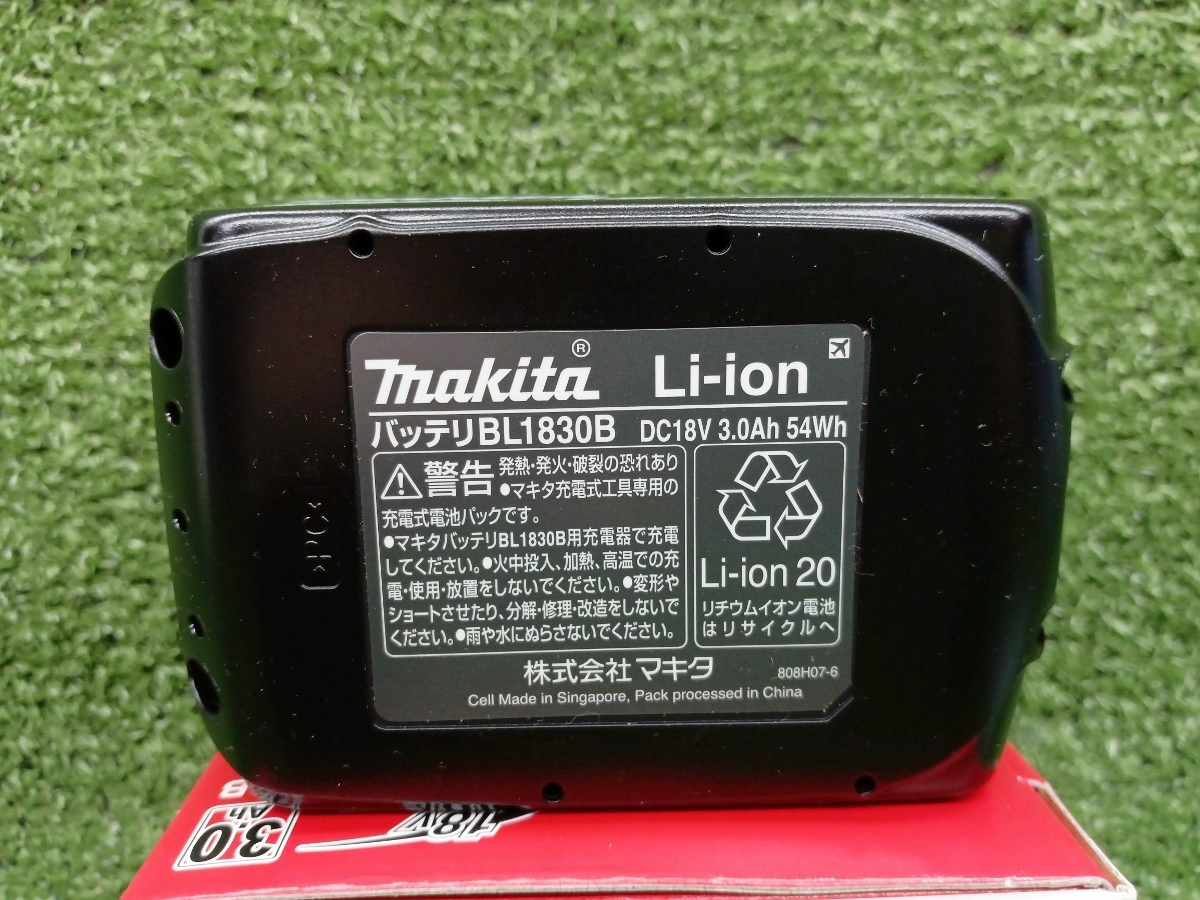 makita® Li-ion
バッテリBL1830B DC18V 3.0Ah 54Wh
警告 発熱・発火・破裂の恐れあり
●マキタ充電式工具専用の
充電式電池パックです。
●マキタバッテリBL1830B用充電器で充電
してください。●火中投入、加熱、高温での充
電・使用・放置をしないでください。●変形や
ショートさせたり、分解・修理・改造をしないで
ください。●雨や水にぬらさないでください。
Li-ion 20
リチウムイオン電池
はリサイクルへ
株式会社 マキタ 808H07-6
Cell Made in Singapore, Pack processed in China
>PC<
18V
3.0
Ah